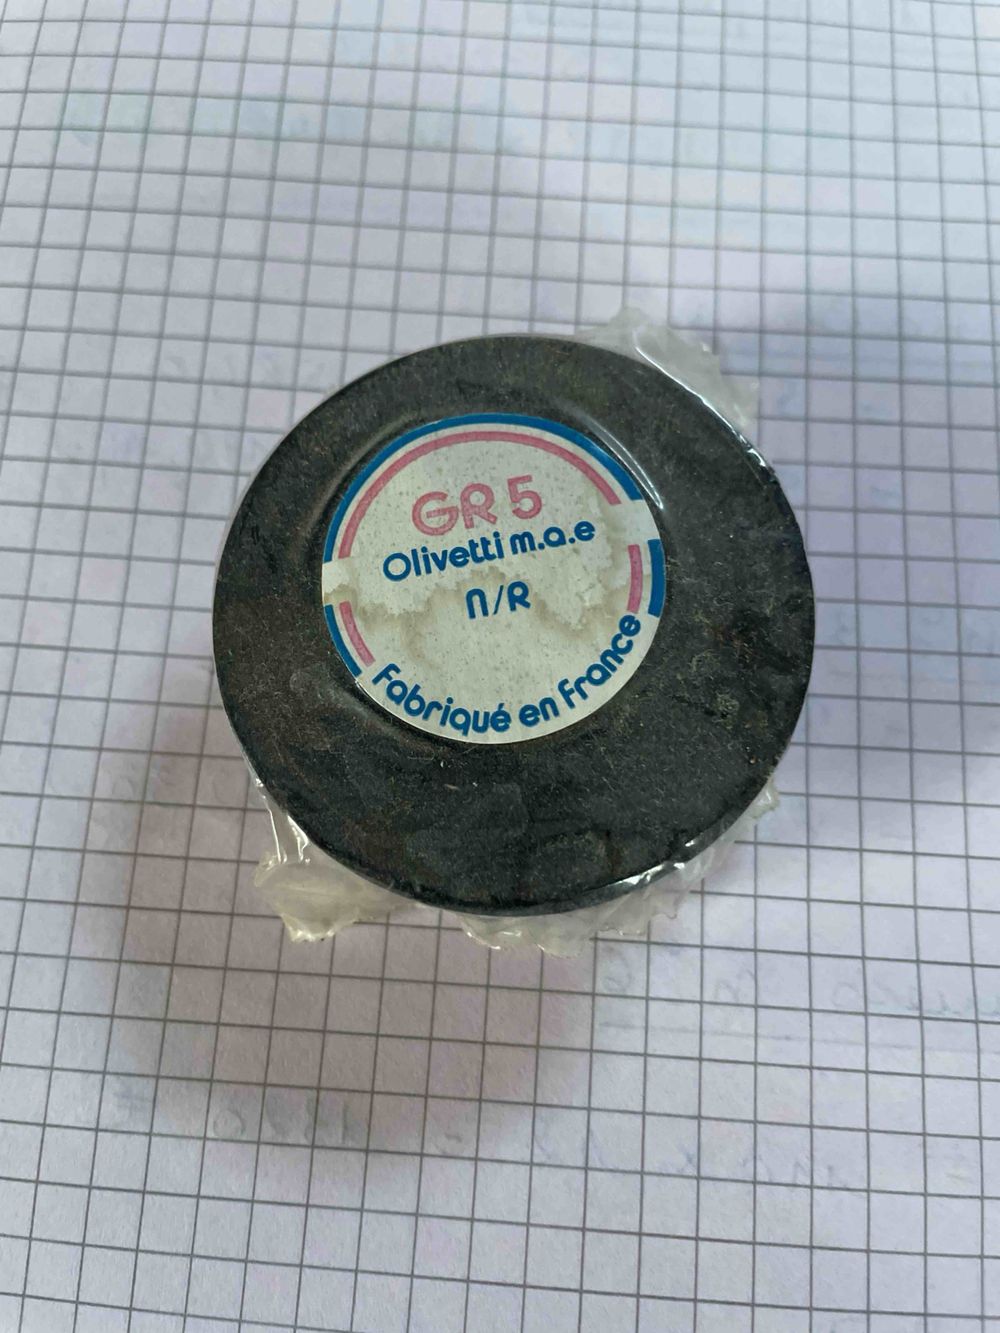 GR 5
Olivetti m.a.e
N/R
Fabriqué en France